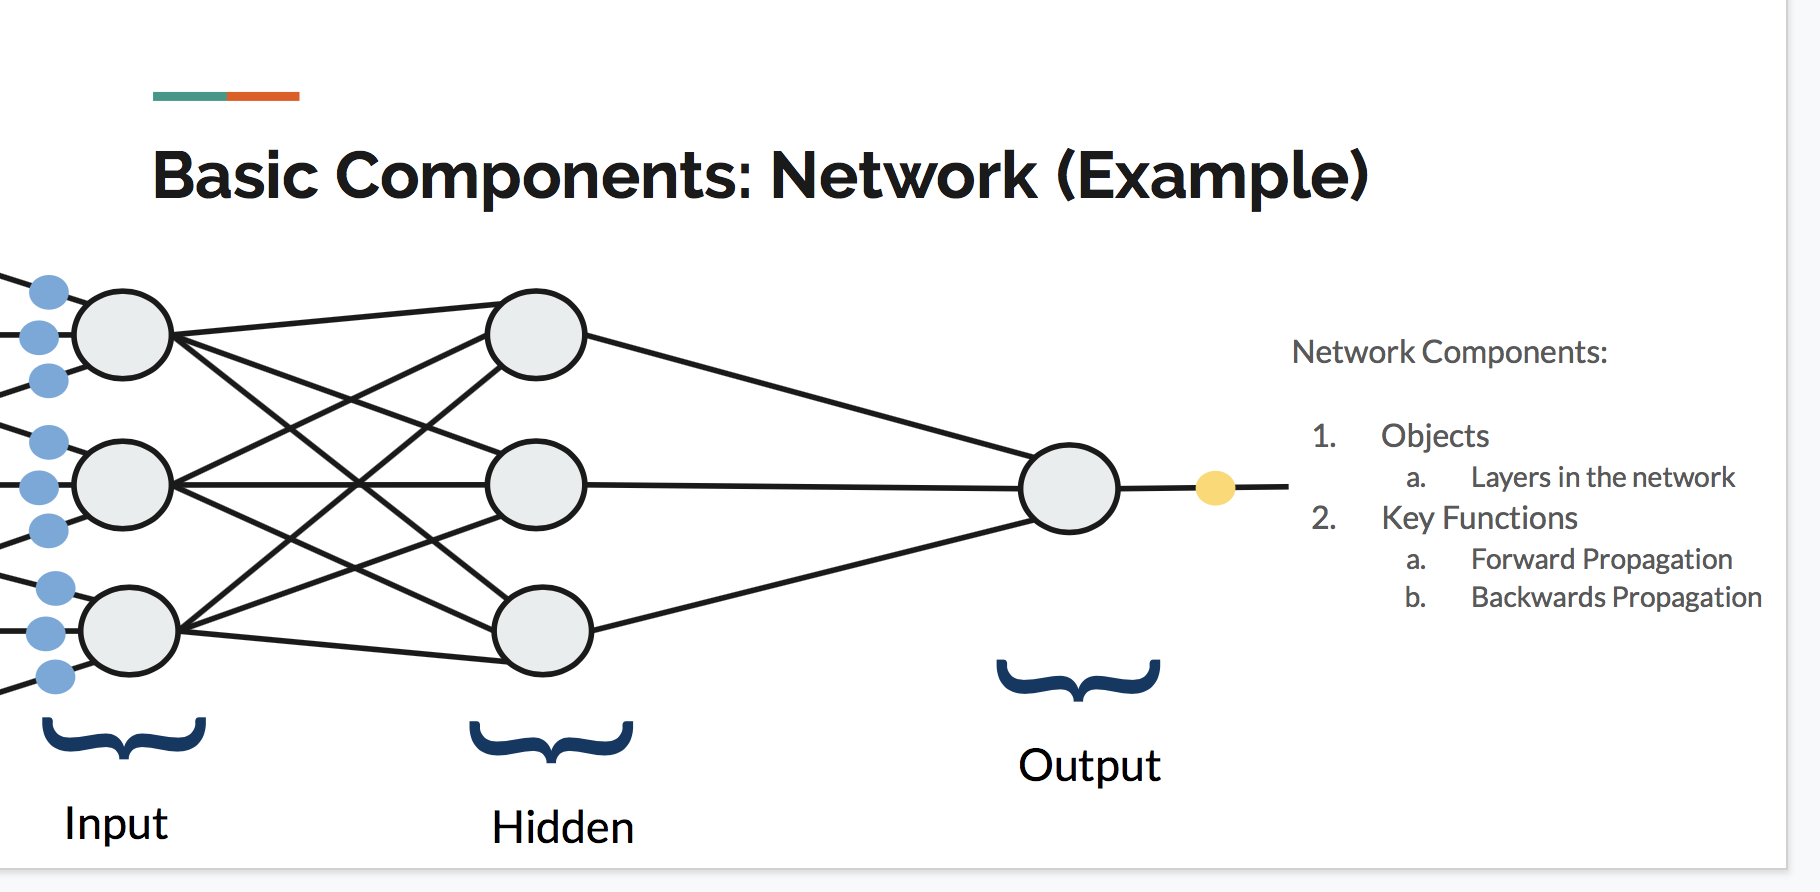 Basic Components: Network (Example)
Network Components:
1. Objects
a. Layers in the network
2. Key Functions
a. Forward Propagation
b. Backwards Propagation
Input
Hidden
Output